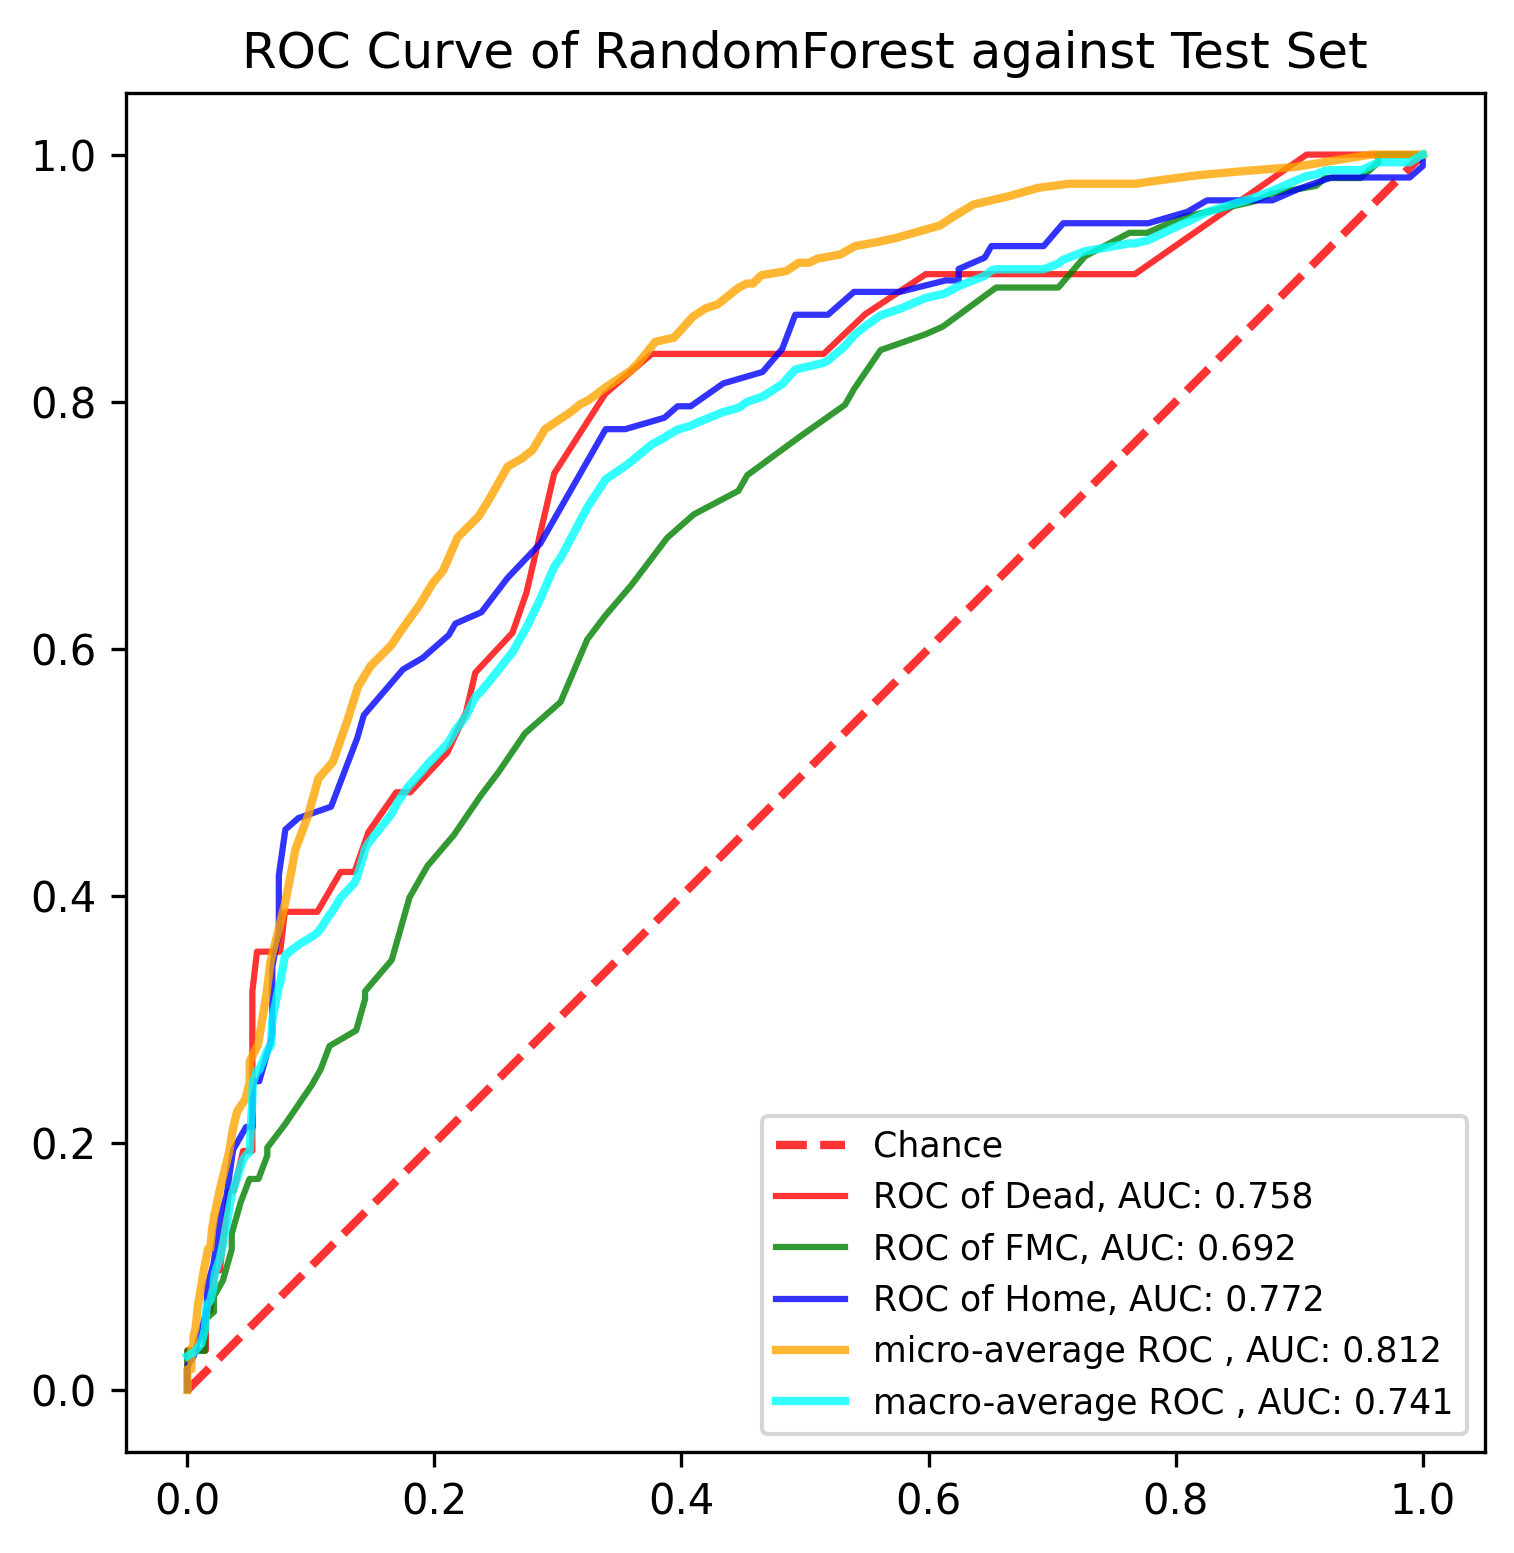 ROC Curve of RandomForest against Test Set
1.0
0.8
0.6
0.4
0.2
0.0
Chance
ROC of Dead, AUC: 0.758
ROC of FMC, AUC: 0.692
ROC of Home, AUC: 0.772
micro-average ROC , AUC: 0.812
macro-average ROC , AUC: 0.741
0.0 0.2 0.4 0.6 0.8 1.0